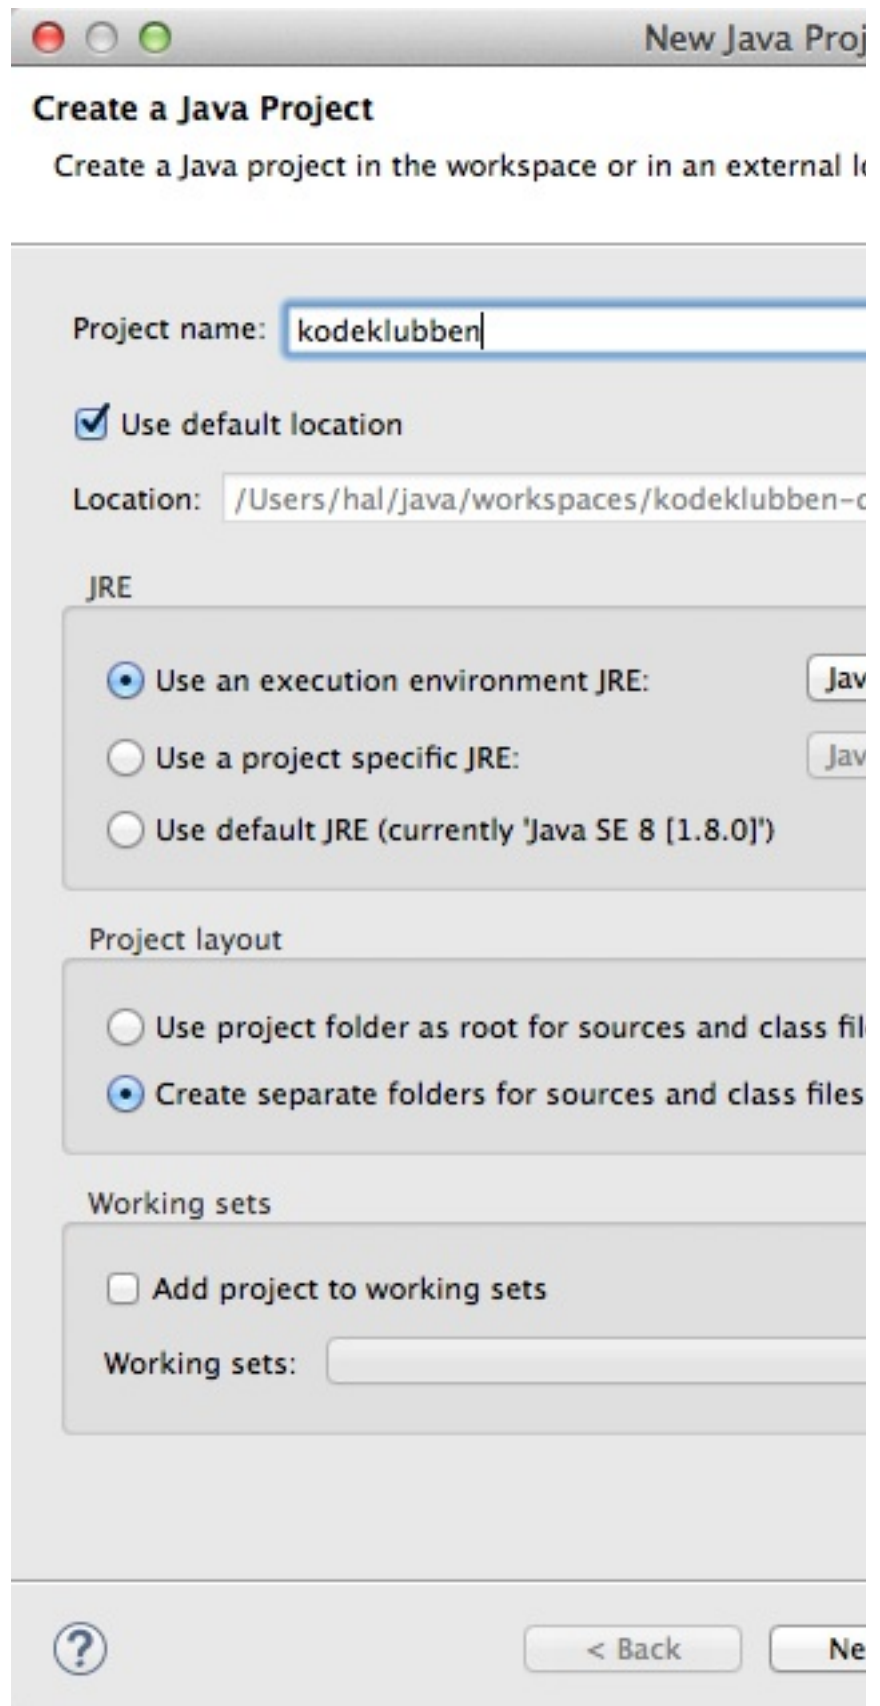 New Java Proj
Create a Java Project
Create a Java project in the workspace or in an external
Project name: kodeklubben
Use default location
Location: /Users/hal/java/workspaces/kodeklubben-
JRE
Use an execution environment JRE: Jav
Use a project specific JRE: Jav
Use default JRE (currently 'Java SE 8 [1.8.0]')
Project layout
Use project folder as root for sources and class fil
Create separate folders for sources and class files
Working sets
Add project to working sets
Working sets:
? < Back Ne